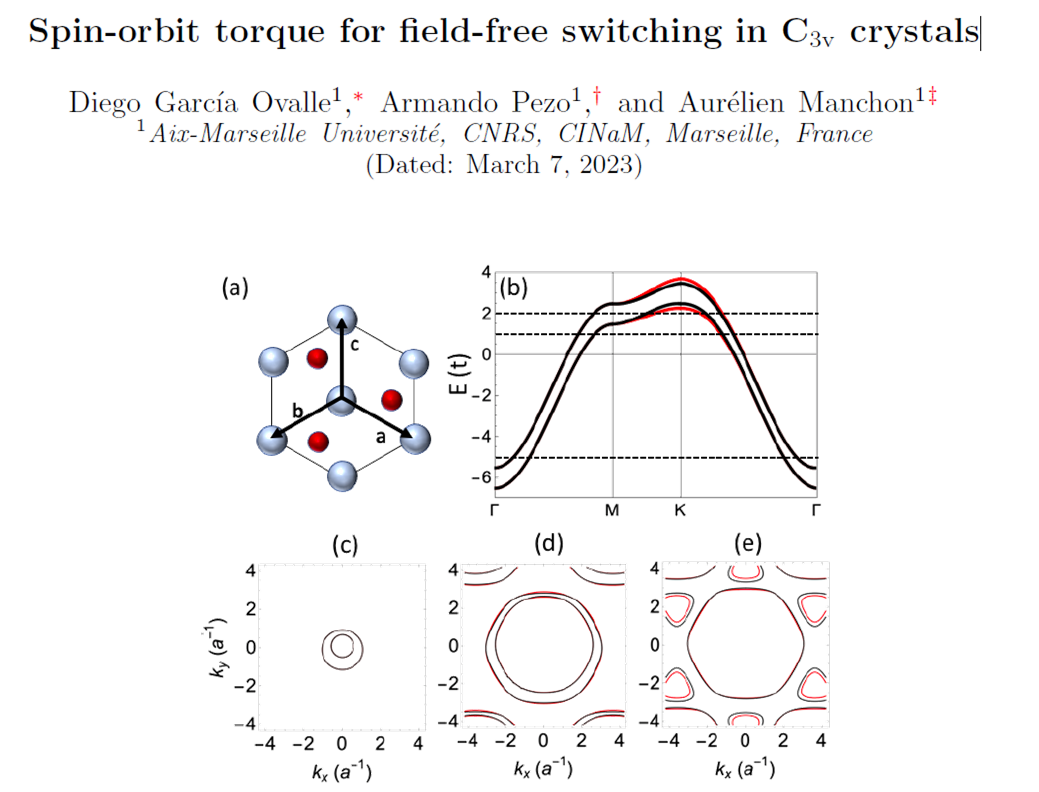 Spin-orbit torque for field-free switching in C3v crystals
Diego García Ovalle¹,* Armando Pezo¹,† and Aurélien Manchon¹‡
¹Aix-Marseille Université, CNRS, CINaM, Marseille, France
(Dated: March 7, 2023)
(a)
c
b
a
(b)
E (t)
4
2
0
−2
−4
−6
Γ M K Γ
(c)
ky (a⁻¹)
4
2
0
−2
−4
−4 −2 0 2 4
kx (a⁻¹)
(d)
4
2
0
−2
−4
−4 −2 0 2 4
kx (a⁻¹)
(e)
4
2
0
−2
−4
−4 −2 0 2 4
kx (a⁻¹)